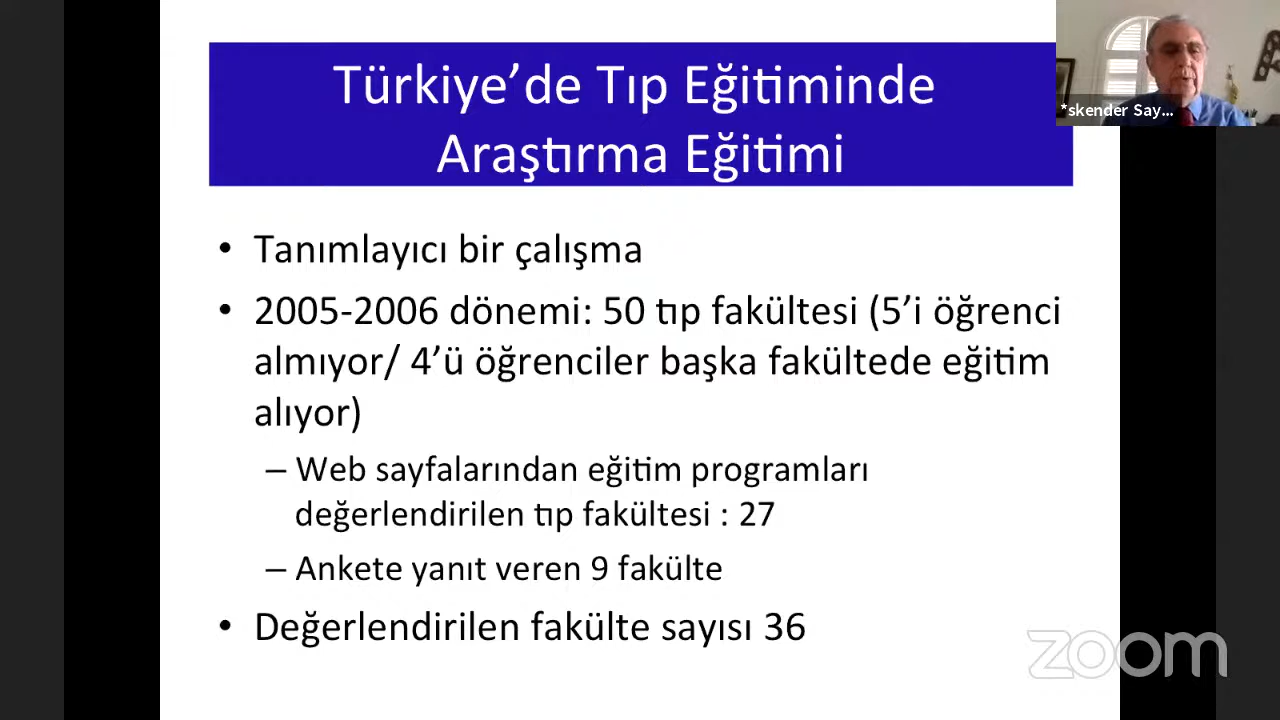 Türkiye’de Tıp Eğitiminde
Araştırma Eğitimi
*skender Say...
• Tanımlayıcı bir çalışma
• 2005-2006 dönemi: 50 tıp fakültesi (5’i öğrenci
almıyor/ 4’ü öğrenciler başka fakültede eğitim
alıyor)
– Web sayfalarından eğitim programları
değerlendirilen tıp fakültesi : 27
– Ankete yanıt veren 9 fakülte
• Değerlendirilen fakülte sayısı 36
zoom